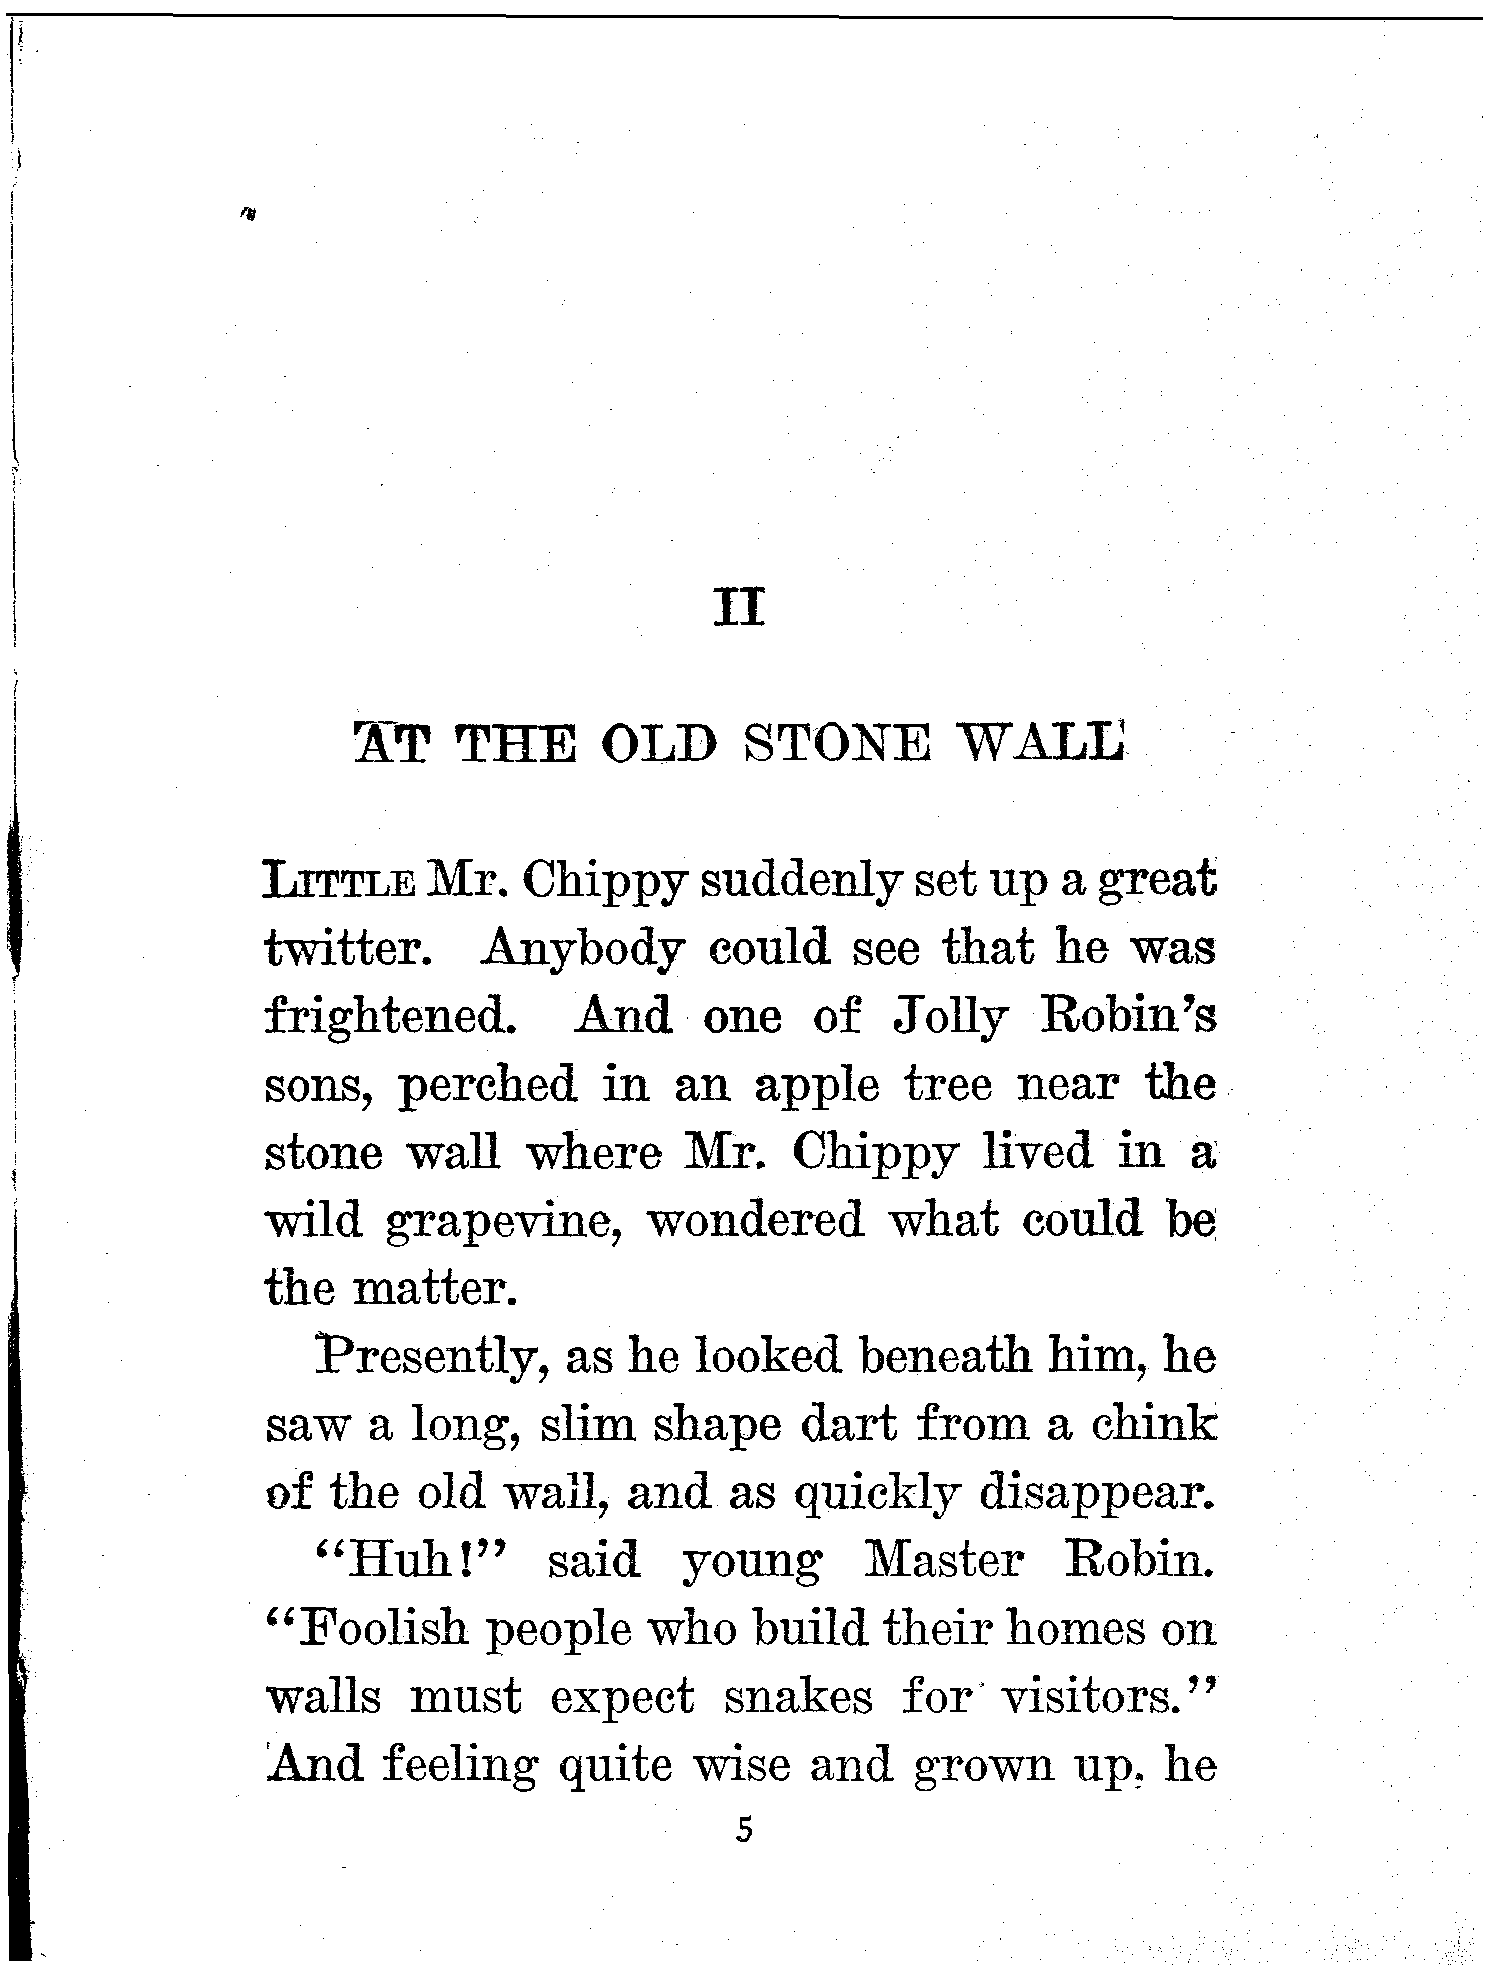 II
AT THE OLD STONE WALL
LITTLE Mr. Chippy suddenly set up a great
twitter. Anybody could see that he was
frightened. And one of Jolly Robin's
sons, perched in an apple tree near the
stone wall where Mr. Chippy lived in a
wild grapevine, wondered what could be
the matter.
Presently, as he looked beneath him, he
saw a long, slim shape dart from a chink
of the old wall, and as quickly disappear.
"Huh!" said young Master Robin.
"Foolish people who build their homes on
walls must expect snakes for visitors."
And feeling quite wise and grown up, he
5